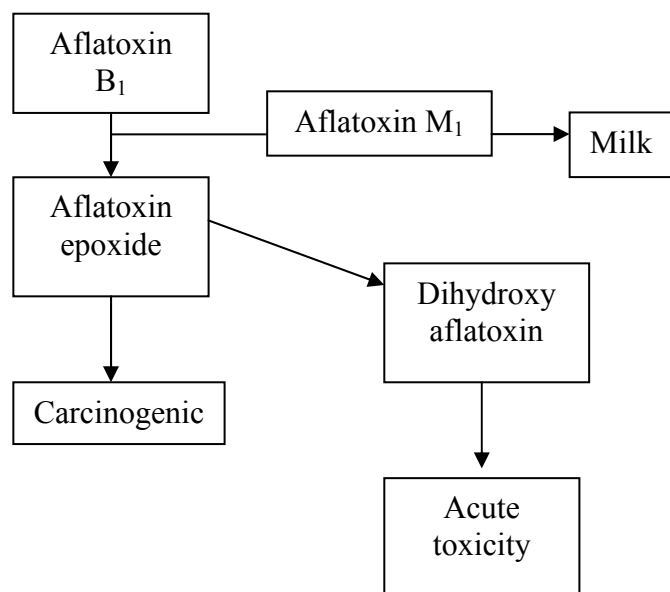 Aflatoxin
B₁
Aflatoxin M₁
Milk
Aflatoxin
epoxide
Dihydroxy
aflatoxin
Carcinogenic
Acute
toxicity